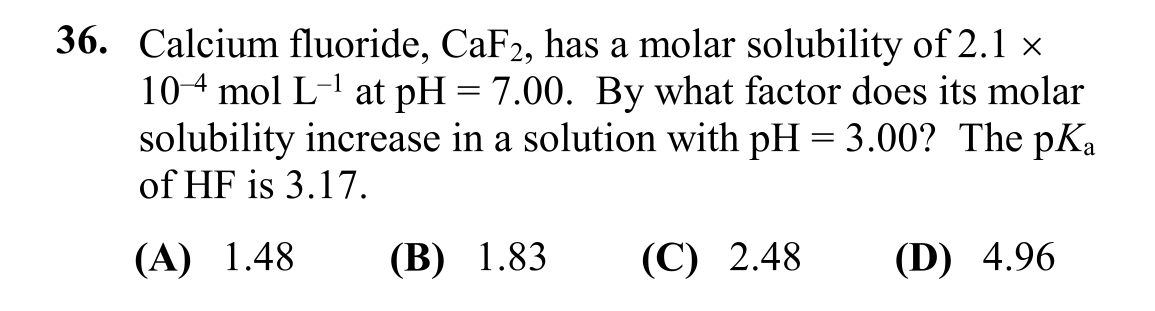 36. Calcium fluoride, CaF₂, has a molar solubility of 2.1 ×
10⁻⁴ mol L⁻¹ at pH = 7.00. By what factor does its molar
solubility increase in a solution with pH = 3.00? The pKₐ
of HF is 3.17.
(A) 1.48 (B) 1.83 (C) 2.48 (D) 4.96